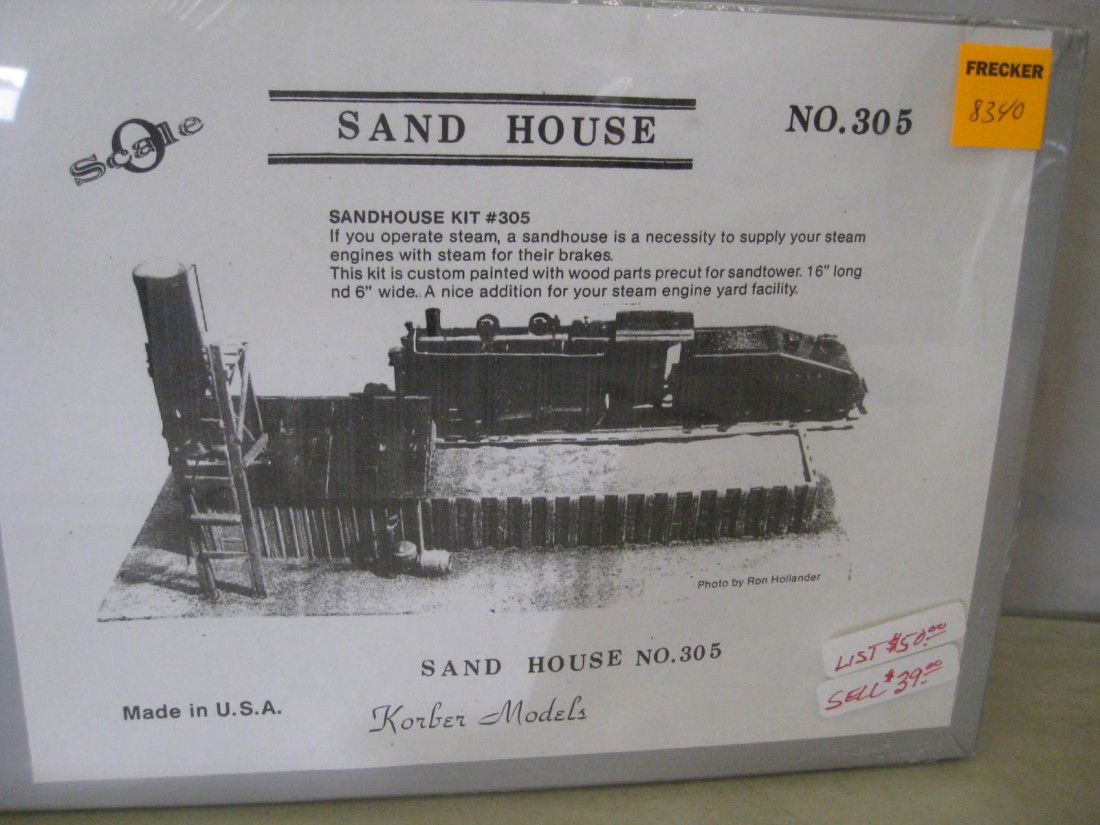 O Scale
SAND HOUSE
NO.305
FRECKER
8340
SANDHOUSE KIT #305
If you operate steam, a sandhouse is a necessity to supply your steam
engines with steam for their brakes.
This kit is custom painted with wood parts precut for sandtower. 16" long
nd 6" wide. A nice addition for your steam engine yard facility.
Photo by Ron Hollander
LIST $50.00
SELL $39.00
SAND HOUSE NO.305
Made in U.S.A.
Korber Models